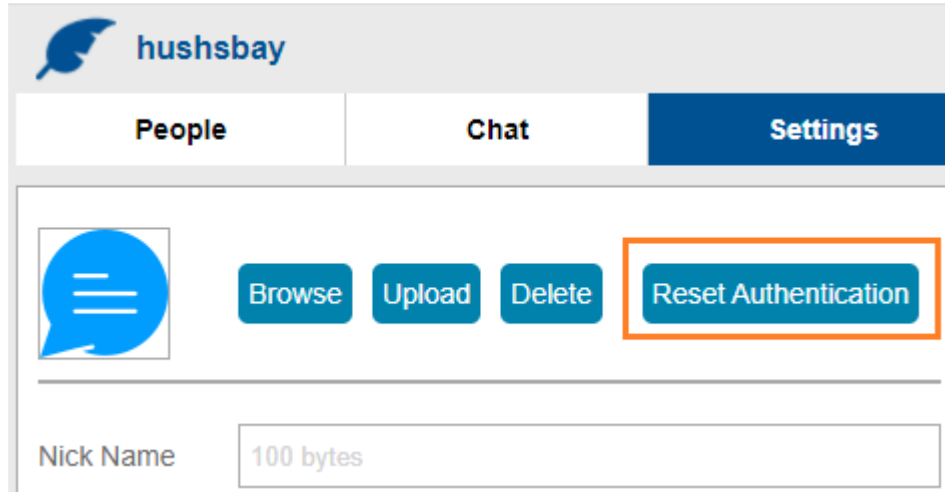 hushsbay
People Chat Settings
Browse Upload Delete Reset Authentication
Nick Name 100 bytes